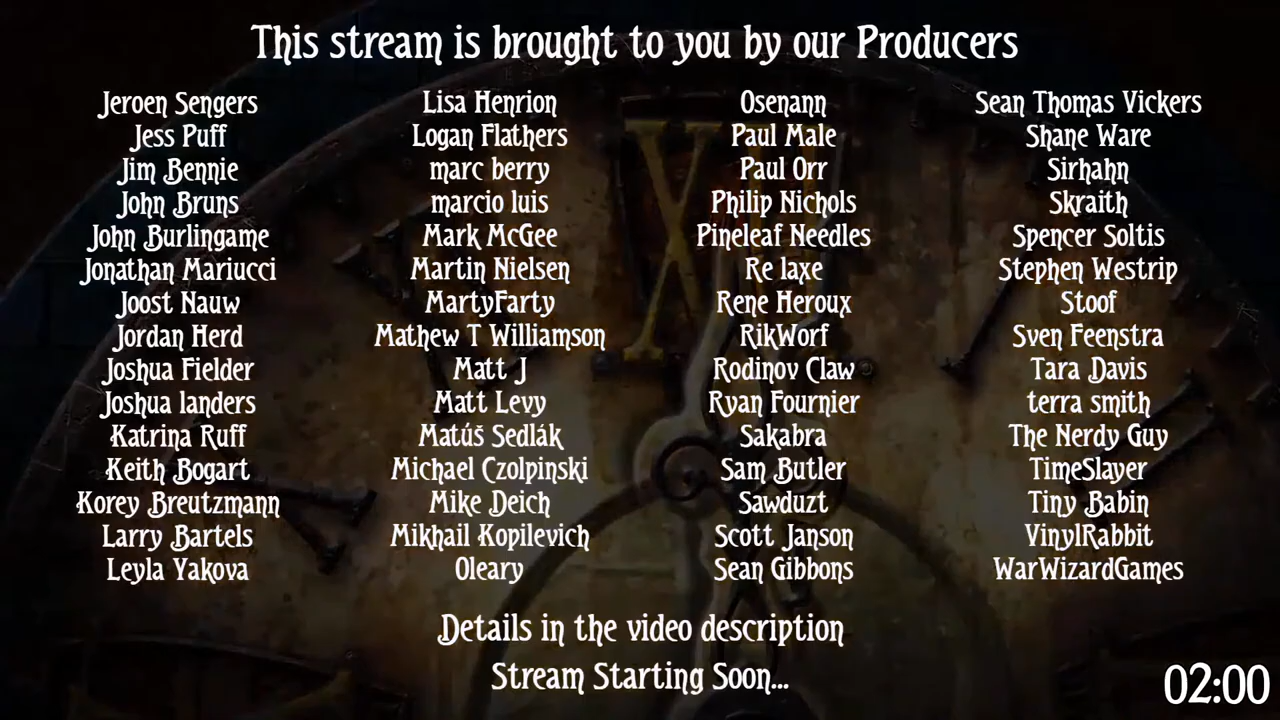 This stream is brought to you by our Producers
Jeroen Sengers
Jess Puff
Jim Bennie
John Bruns
John Burlingame
Jonathan Mariucci
Joost Nauw
Jordan Herd
Joshua Fielder
Joshua landers
Katrina Ruff
Keith Bogart
Korey Breutzmann
Larry Bartels
Leyla Yakova
Lisa Henrion
Logan Flathers
marc berry
marcio luis
Mark McGee
Martin Nielsen
MartyFarty
Mathew T Williamson
Matt J
Matt Levy
Matúš Sedlák
Michael Czolpinski
Mike Deich
Mikhail Kopilevich
Oleary
Osenann
Paul Male
Paul Orr
Philip Nichols
Pineleaf Needles
Re laxe
Rene Heroux
RikWorf
Rodinov Claw
Ryan Fournier
Sakabra
Sam Butler
Sawduzt
Scott Janson
Sean Gibbons
Sean Thomas Vickers
Shane Ware
Sirhahn
Skraith
Spencer Soltis
Stephen Westrip
Stoof
Sven Feenstra
Tara Davis
terra smith
The Nerdy Guy
TimeSlayer
Tiny Babin
VinylRabbit
WarWizardGames
Details in the video description
Stream Starting Soon...
02:00
XII